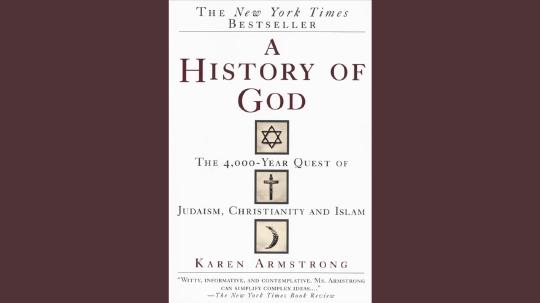 THE New York Times
BESTSELLER
A
HISTORY OF
GOD
THE 4,000-YEAR QUEST OF
JUDAISM, CHRISTIANITY AND ISLAM
KAREN ARMSTRONG
"WITTY, INFORMATIVE, AND CONTEMPLATIVE. MS. ARMSTRONG
CAN SIMPLIFY COMPLEX IDEAS...."
—The New York Times Book Review